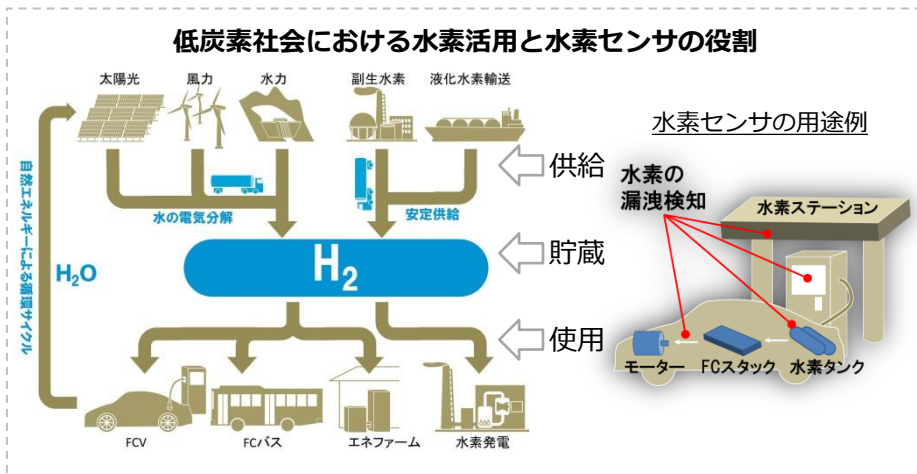 低炭素社会における水素活用と水素センサの役割
太陽光
風力
水力
副生水素
液化水素輸送
水の電気分解
安定供給
自然エネルギーによる循環サイクル
H₂O
H₂
供給
貯蔵
使用
FCV
FCバス
エネファーム
水素発電
水素センサの用途例
水素の
漏洩検知
水素ステーション
モーター
FCスタック
水素タンク